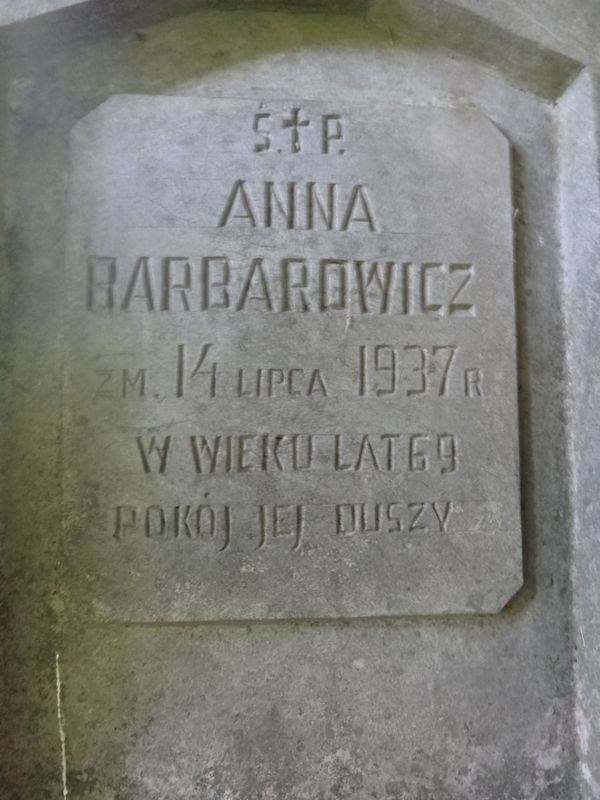 Ś.†P.
ANNA
BARBAROWICZ
ZM. 14 LIPCA 1937 R
W WIEKU LAT 69
POKÓJ JEJ DUSZY